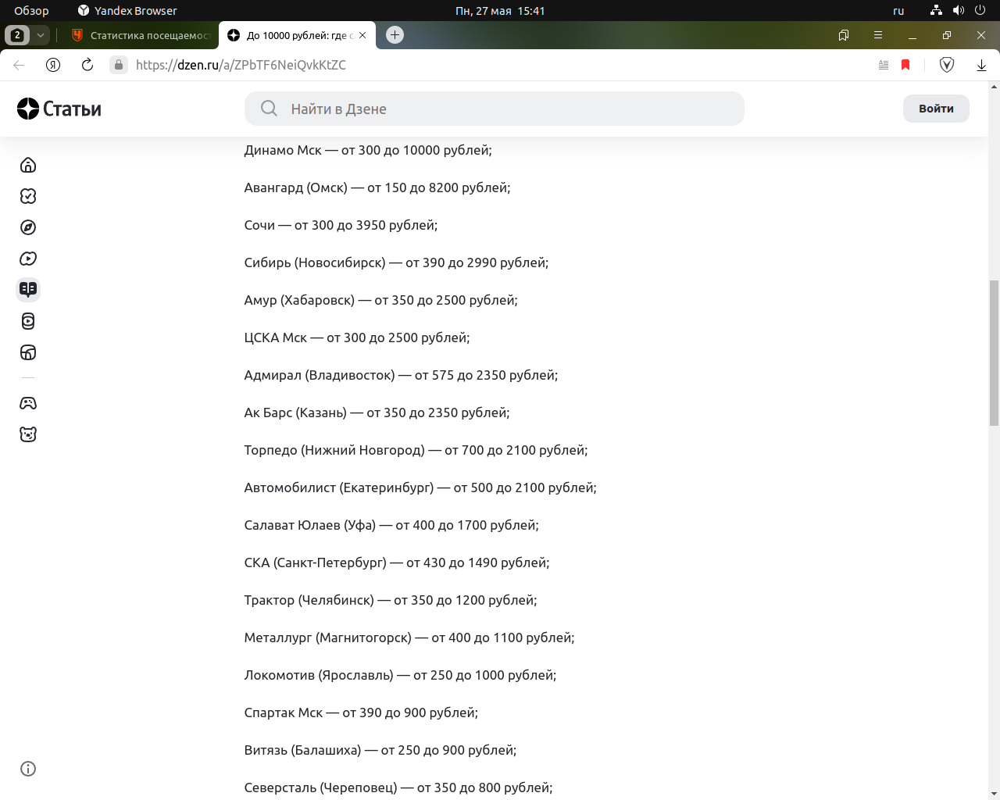 Обзор
Yandex Browser
Пн, 27 мая 15:41
ru
2
Статистика посещаемост
До 10000 рублей: где с
https://dzen.ru/a/ZPbTF6NeiQvkKtZC
Статьи
Найти в Дзене
Войти
Динамо Мск — от 300 до 10000 рублей;
Авангард (Омск) — от 150 до 8200 рублей;
Сочи — от 300 до 3950 рублей;
Сибирь (Новосибирск) — от 390 до 2990 рублей;
Амур (Хабаровск) — от 350 до 2500 рублей;
ЦСКА Мск — от 300 до 2500 рублей;
Адмирал (Владивосток) — от 575 до 2350 рублей;
Ак Барс (Казань) — от 350 до 2350 рублей;
Торпедо (Нижний Новгород) — от 700 до 2100 рублей;
Автомобилист (Екатеринбург) — от 500 до 2100 рублей;
Салават Юлаев (Уфа) — от 400 до 1700 рублей;
СКА (Санкт-Петербург) — от 430 до 1490 рублей;
Трактор (Челябинск) — от 350 до 1200 рублей;
Металлург (Магнитогорск) — от 400 до 1100 рублей;
Локомотив (Ярославль) — от 250 до 1000 рублей;
Спартак Мск — от 390 до 900 рублей;
Витязь (Балашиха) — от 250 до 900 рублей;
Северсталь (Череповец) — от 350 до 800 рублей;